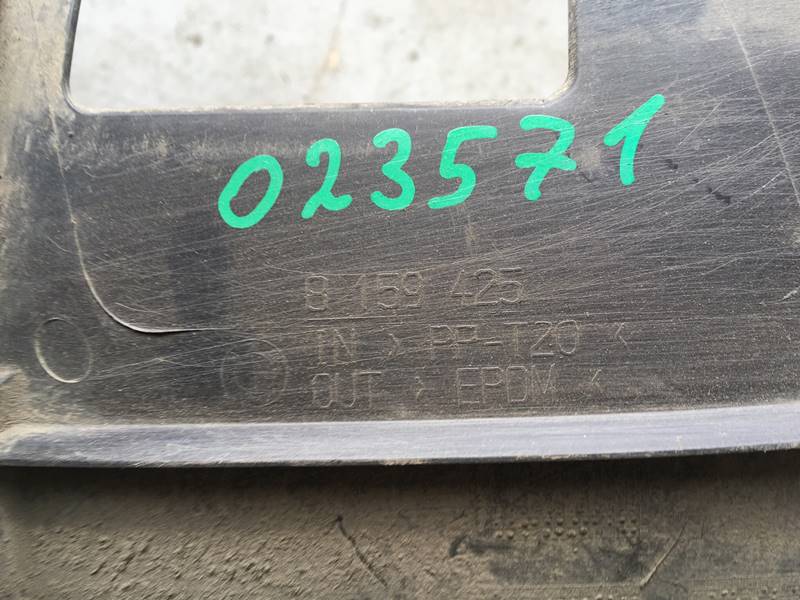 023571
8 159 425
IN > PP-T20 <
OUT > EPDM <